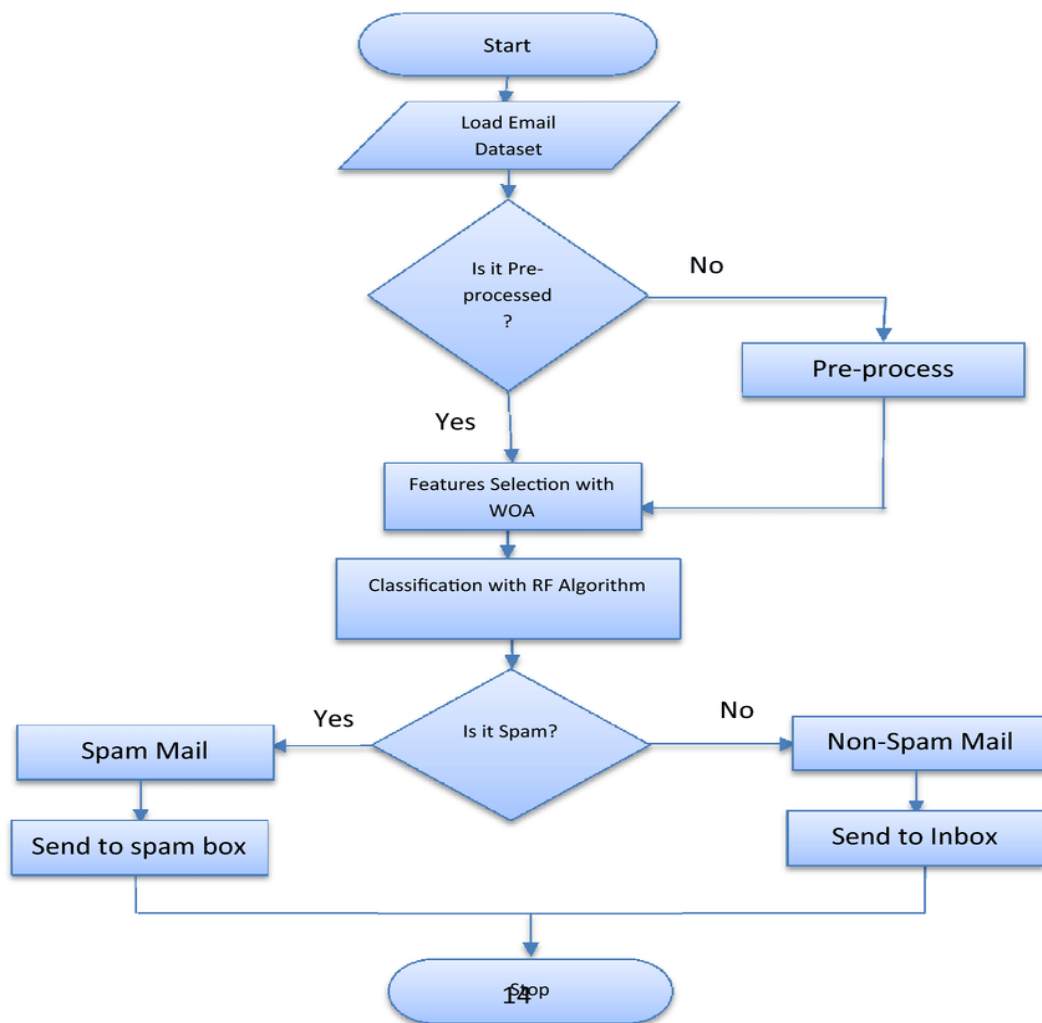 Start
Load Email
Dataset
Is it Pre-
processed
?
No
Pre-process
Yes
Features Selection with
WOA
Classification with RF Algorithm
Is it Spam?
Yes
No
Spam Mail
Non-Spam Mail
Send to spam box
Send to Inbox
Stop
14